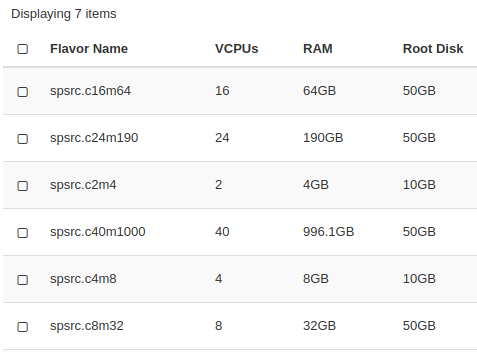 Displaying 7 items
Flavor Name VCPUs RAM Root Disk
spsrc.c16m64 16 64GB 50GB
spsrc.c24m190 24 190GB 50GB
spsrc.c2m4 2 4GB 10GB
spsrc.c40m1000 40 996.1GB 50GB
spsrc.c4m8 4 8GB 10GB
spsrc.c8m32 8 32GB 50GB